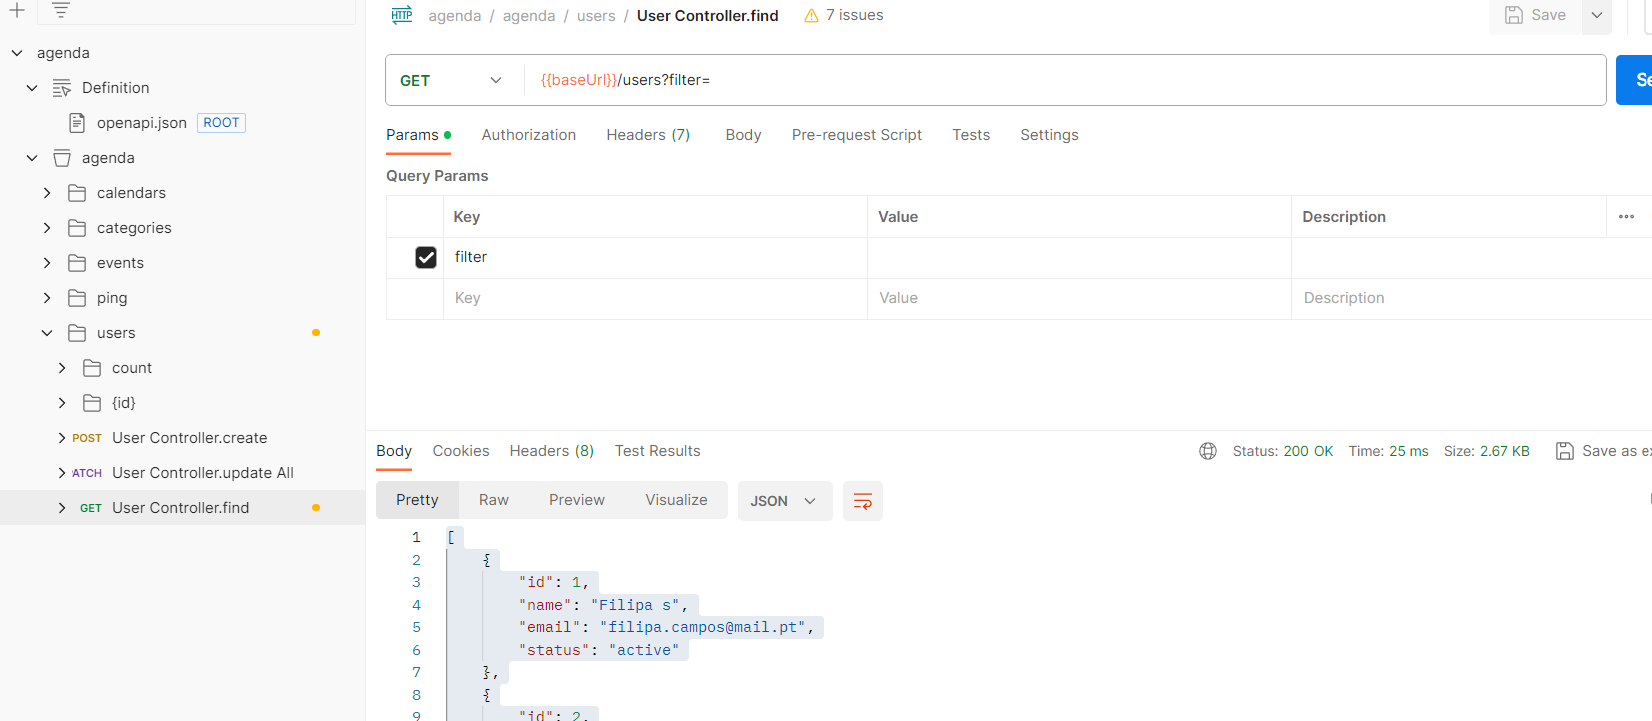 agenda / agenda / users / User Controller.find 7 issues Save
agenda
Definition
openapi.json ROOT
agenda
calendars
categories
events
ping
users
count
{id}
POST User Controller.create
ATCH User Controller.update All
GET User Controller.find
GET {{baseUrl}}/users?filter= Se
Params Authorization Headers (7) Body Pre-request Script Tests Settings
Query Params
Key Value Description
filter
Key Value Description
Body Cookies Headers (8) Test Results Status: 200 OK Time: 25 ms Size: 2.67 KB Save as ex
Pretty Raw Preview Visualize JSON
1 [
2 {
3 "id": 1,
4 "name": "Filipa s",
5 "email": "filipa.campos@mail.pt",
6 "status": "active"
7 },
8 {
9 "id": 2,